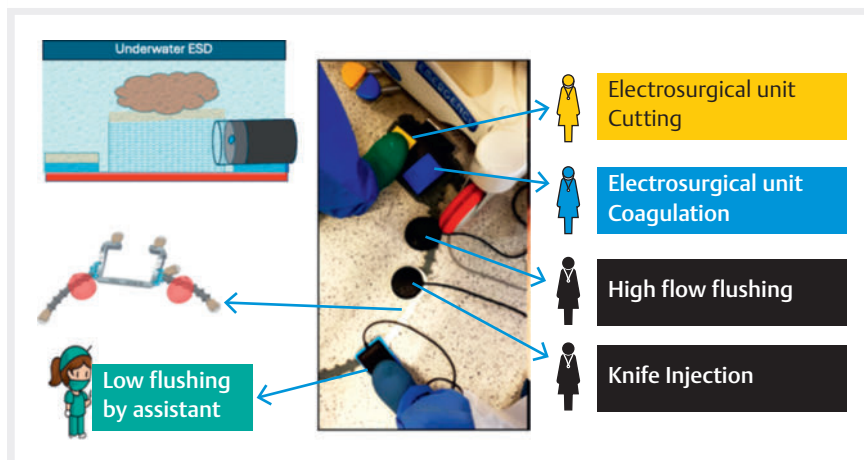 Underwater ESD
Electrosurgical unit
Cutting
Electrosurgical unit
Coagulation
High flow flushing
Knife Injection
Low flushing
by assistant